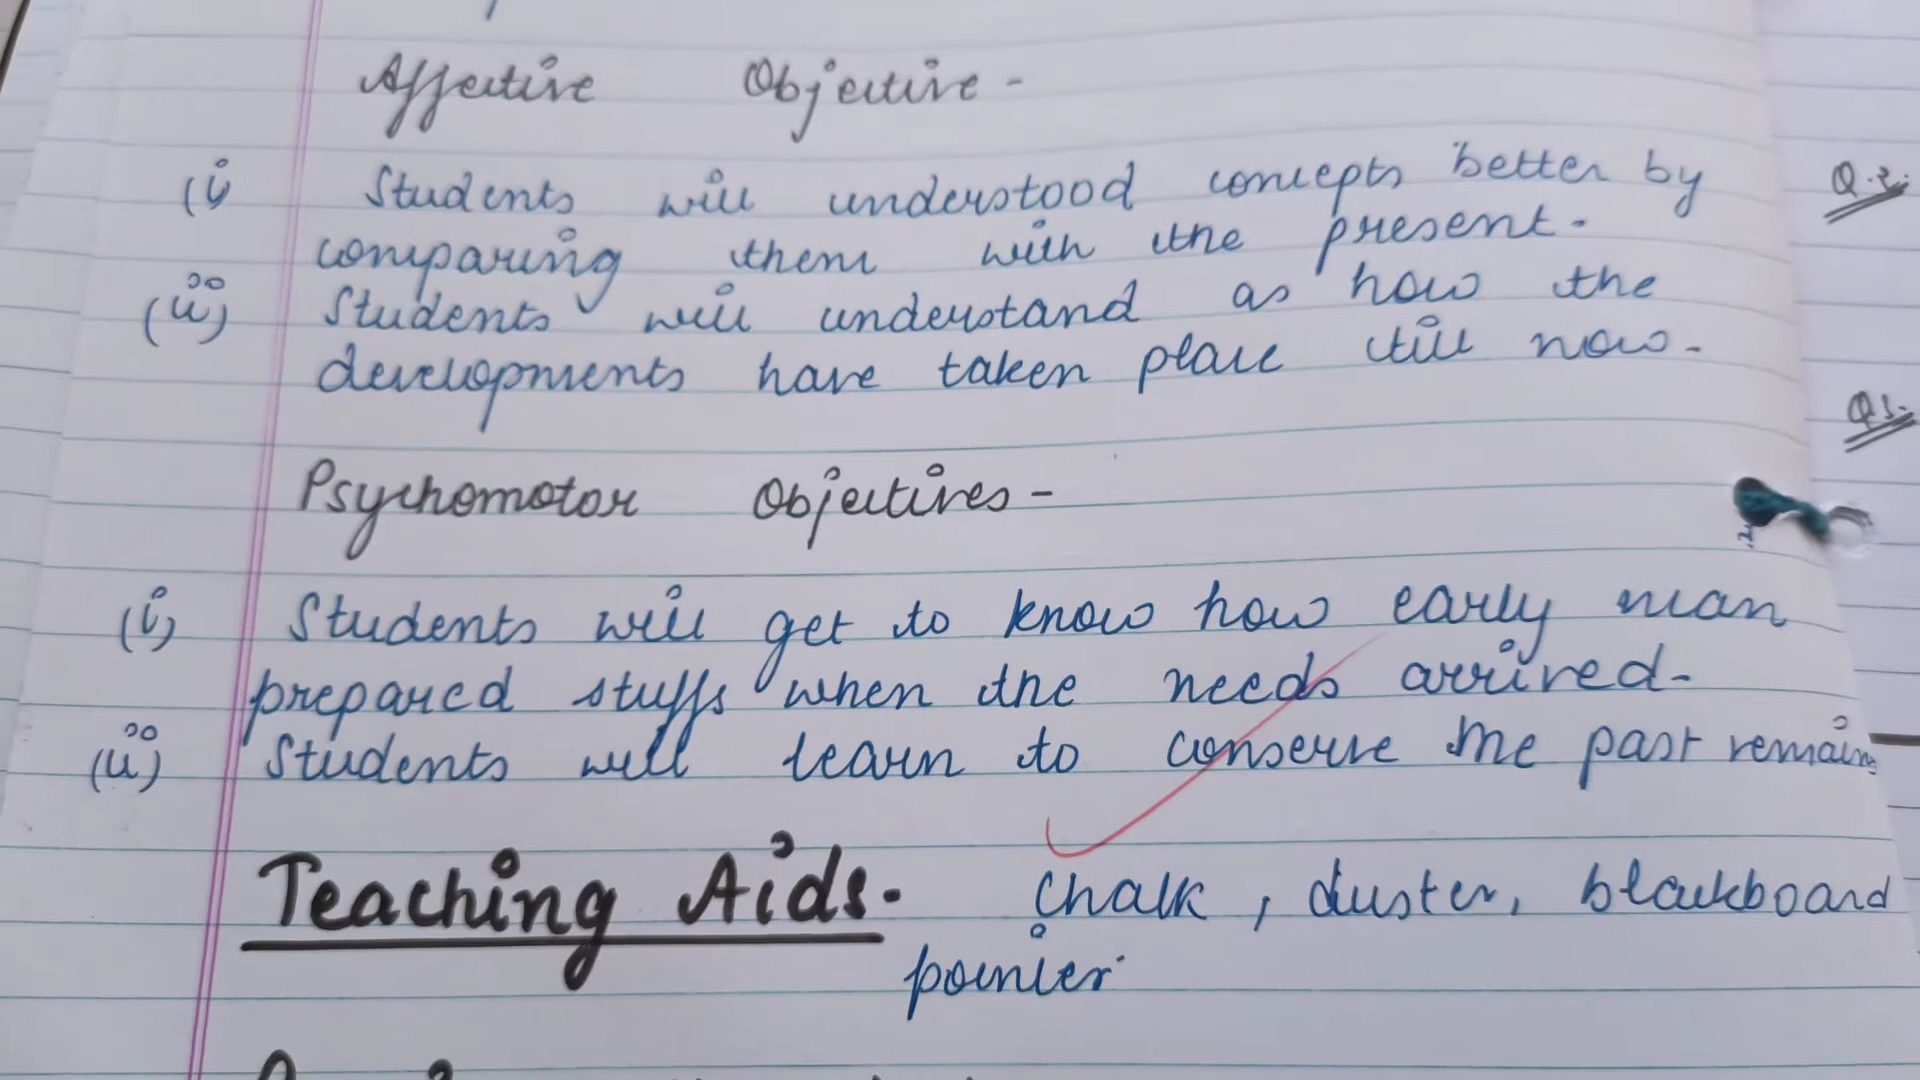 Affective Objective -
(i) Students will understood concepts better by
comparing them with the present.
(ii) Students will understand as how the
developments have taken place till now.
Psychomotor Objectives -
(i) Students will get to know how early man
prepared stuffs when the needs arrived.
(ii) Students will learn to conserve the past remains
Teaching Aids. Chalk, duster, blackboard
pointer
Q.2.
Q3.